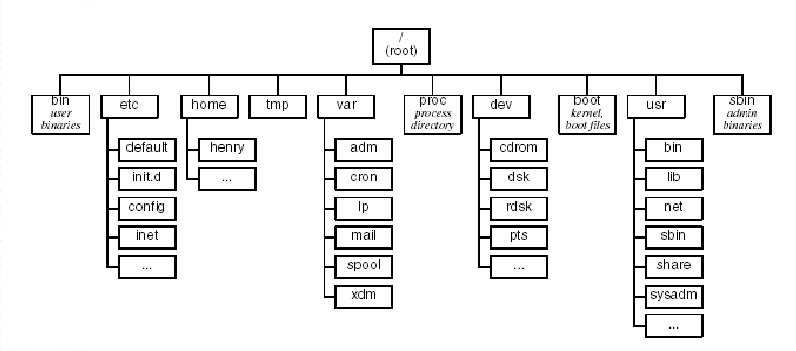 /
(root)
bin
user
binaries
etc
home
tmp
var
proc
process
directory
dev
boot
kernel,
boot files
usr
sbin
admin
binaries
default
init.d
config
inet
...
henry
...
adm
cron
lp
mail
spool
xdm
cdrom
dsk
rdsk
pts
...
bin
lib
net
sbin
share
sysadm
...